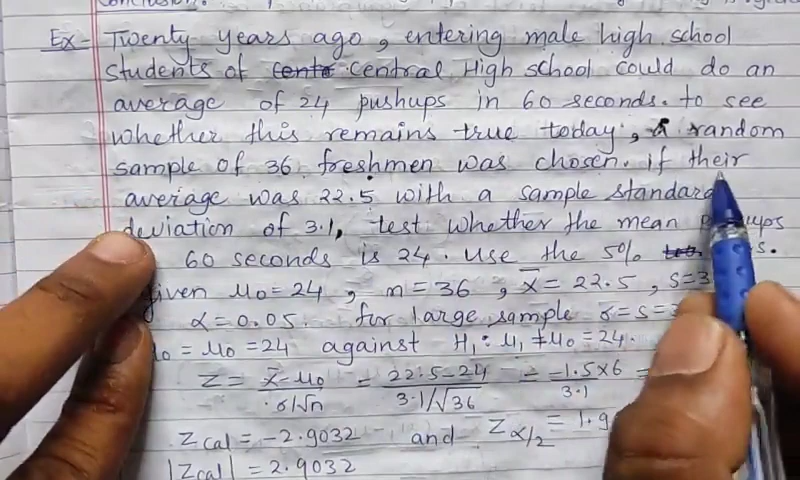 Conclusion:
Ex- Twenty years ago, entering male high school
students of central High school could do an
average of 24 pushups in 60 seconds. to see
whether this remains true today, a random
sample of 36 freshmen was chosen. if their
average was 22.5 with a sample standard
deviation of 3.1, test whether the mean
60 seconds is 24. use the 5%
given μ0 = 24, n = 36, x̄ = 22.5, S = 3
α = 0.05. for large sample σ = S =
= μ0 = 24 against H1: μ1 ≠ μ0 = 24.
Z = x̄-μ0/σ/√n = 22.5-24/3.1/√36 = -1.5×6/3.1 =
Zcal = -2.9032 and Zα/2 = 1.9
|Zcal| = 2.9032